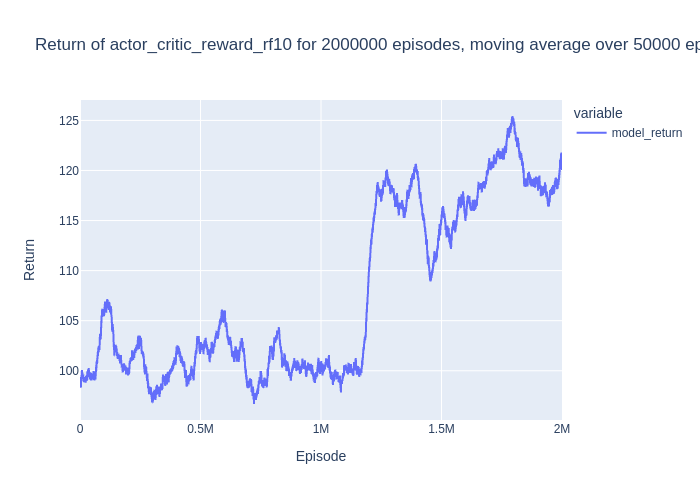 Return of actor_critic_reward_rf10 for 2000000 episodes, moving average over 50000 ep
variable
model_return
125
120
115
110
105
100
Return
0
0.5M
1M
1.5M
2M
Episode